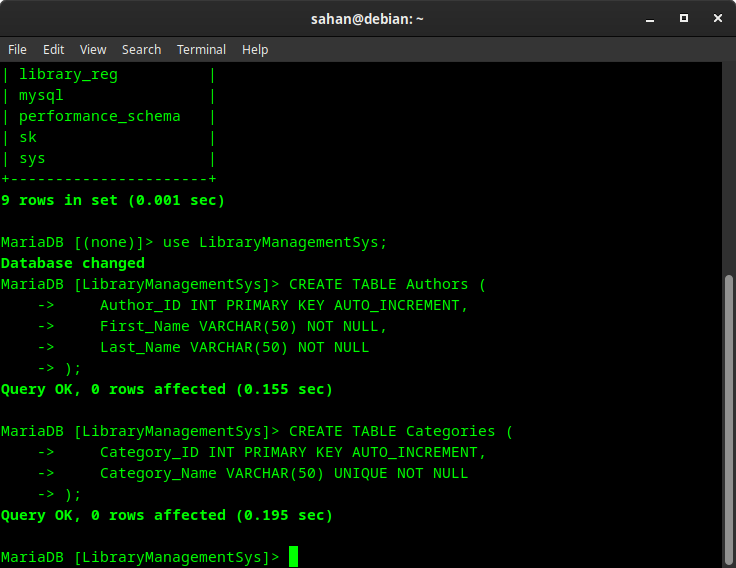 sahan@debian: ~
File Edit View Search Terminal Help
| library_reg          |
| mysql                |
| performance_schema   |
| sk                   |
| sys                  |
+----------------------+
9 rows in set (0.001 sec)
MariaDB [(none)]> use LibraryManagementSys;
Database changed
MariaDB [LibraryManagementSys]> CREATE TABLE Authors (
    ->     Author_ID INT PRIMARY KEY AUTO_INCREMENT,
    ->     First_Name VARCHAR(50) NOT NULL,
    ->     Last_Name VARCHAR(50) NOT NULL
    -> );
Query OK, 0 rows affected (0.155 sec)
MariaDB [LibraryManagementSys]> CREATE TABLE Categories (
    ->     Category_ID INT PRIMARY KEY AUTO_INCREMENT,
    ->     Category_Name VARCHAR(50) UNIQUE NOT NULL
    -> );
Query OK, 0 rows affected (0.195 sec)
MariaDB [LibraryManagementSys]>